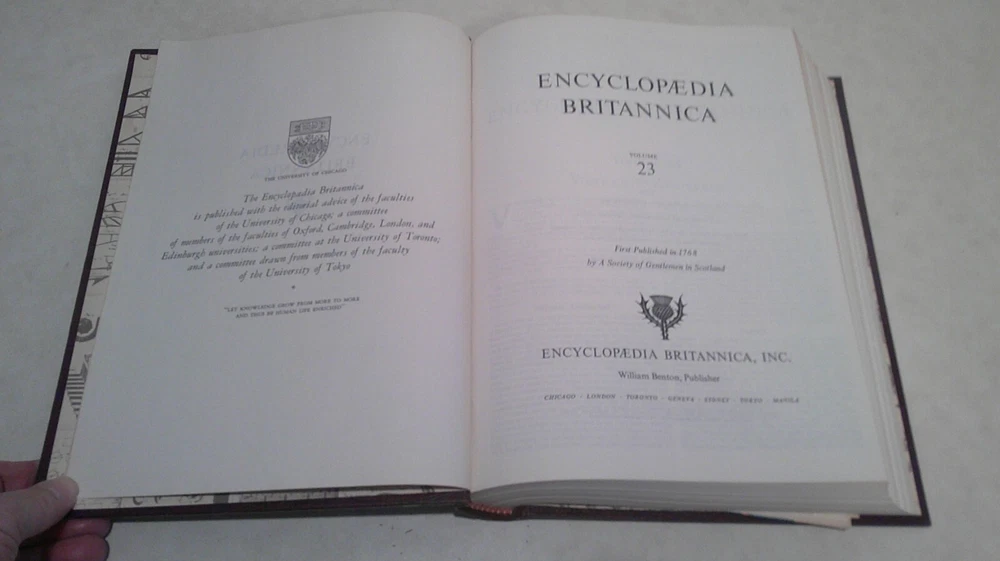 THE UNIVERSITY OF CHICAGO
The Encyclopædia Britannica
is published with the editorial advice of the faculties
of the University of Chicago; a committee
of members of the faculties of Oxford, Cambridge, London, and
Edinburgh universities; a committee at the University of Toronto;
and a committee drawn from members of the faculty
of the University of Tokyo
"LET KNOWLEDGE GROW FROM MORE TO MORE
AND THUS BE HUMAN LIFE ENRICHED"
ENCYCLOPÆDIA
BRITANNICA
VOLUME
23
First Published in 1768
by A Society of Gentlemen in Scotland
ENCYCLOPÆDIA BRITANNICA, INC.
William Benton, Publisher
CHICAGO · LONDON · TORONTO · GENEVA · SYDNEY · TOKYO · MANILA